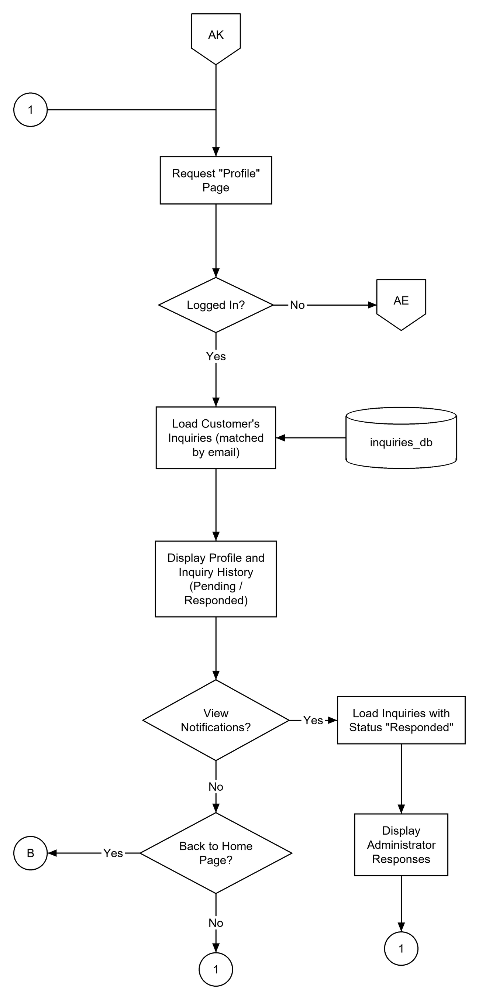 AK
1
Request "Profile"
Page
Logged In?
No
AE
Yes
Load Customer's
Inquiries (matched
by email)
inquiries_db
Display Profile and
Inquiry History
(Pending /
Responded)
View
Notifications?
Yes
Load Inquiries with
Status "Responded"
No
Back to Home
Page?
Yes
B
Display
Administrator
Responses
No
1
1